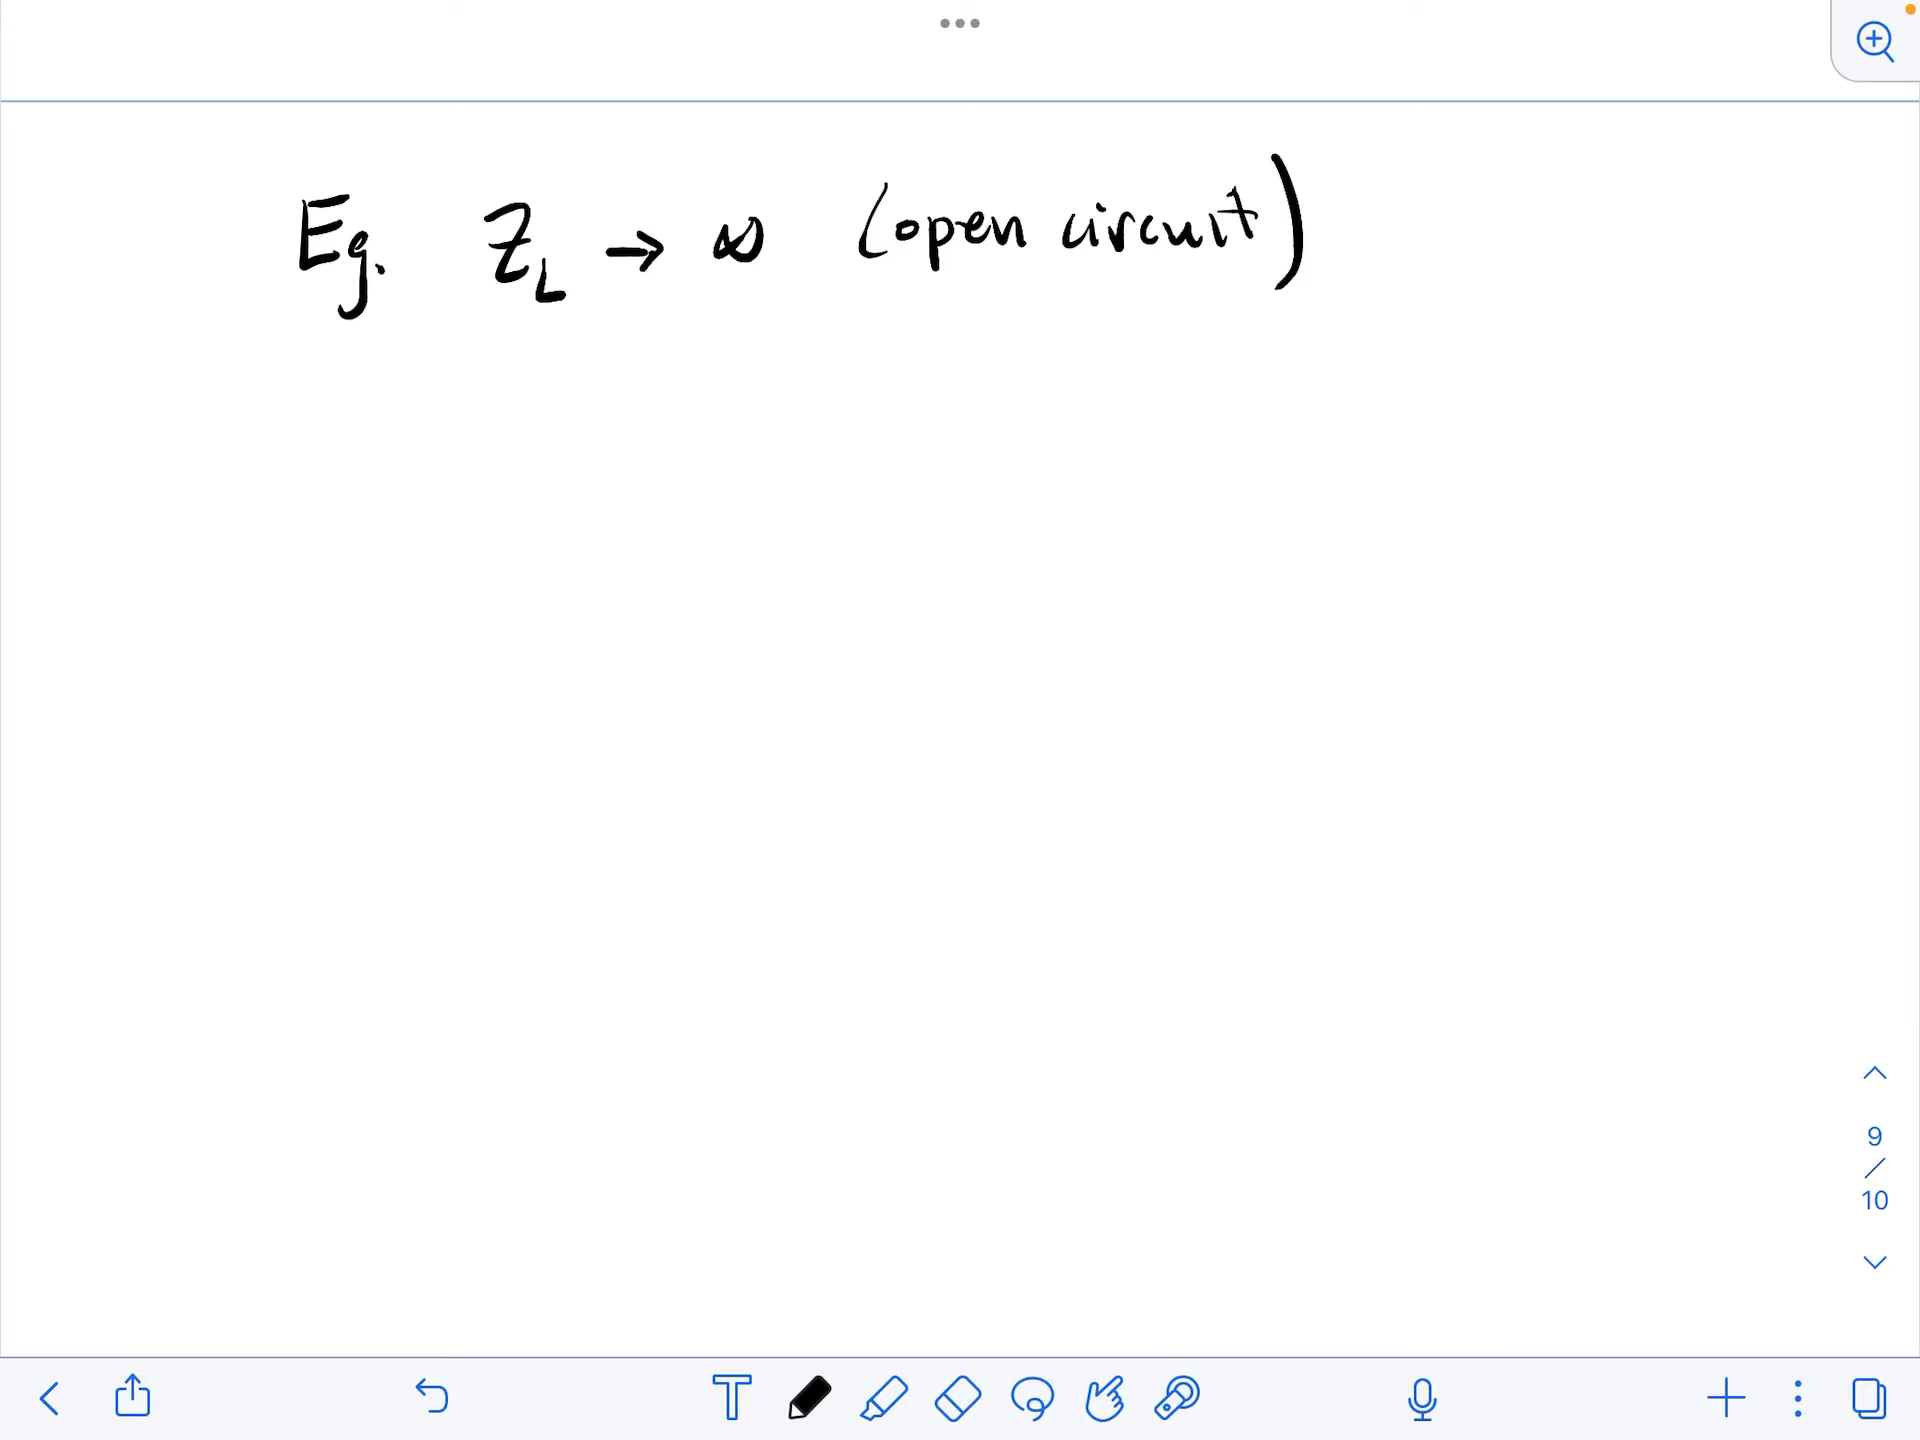 Eg. Z_L → ∞ (open circuit)
9
/
10